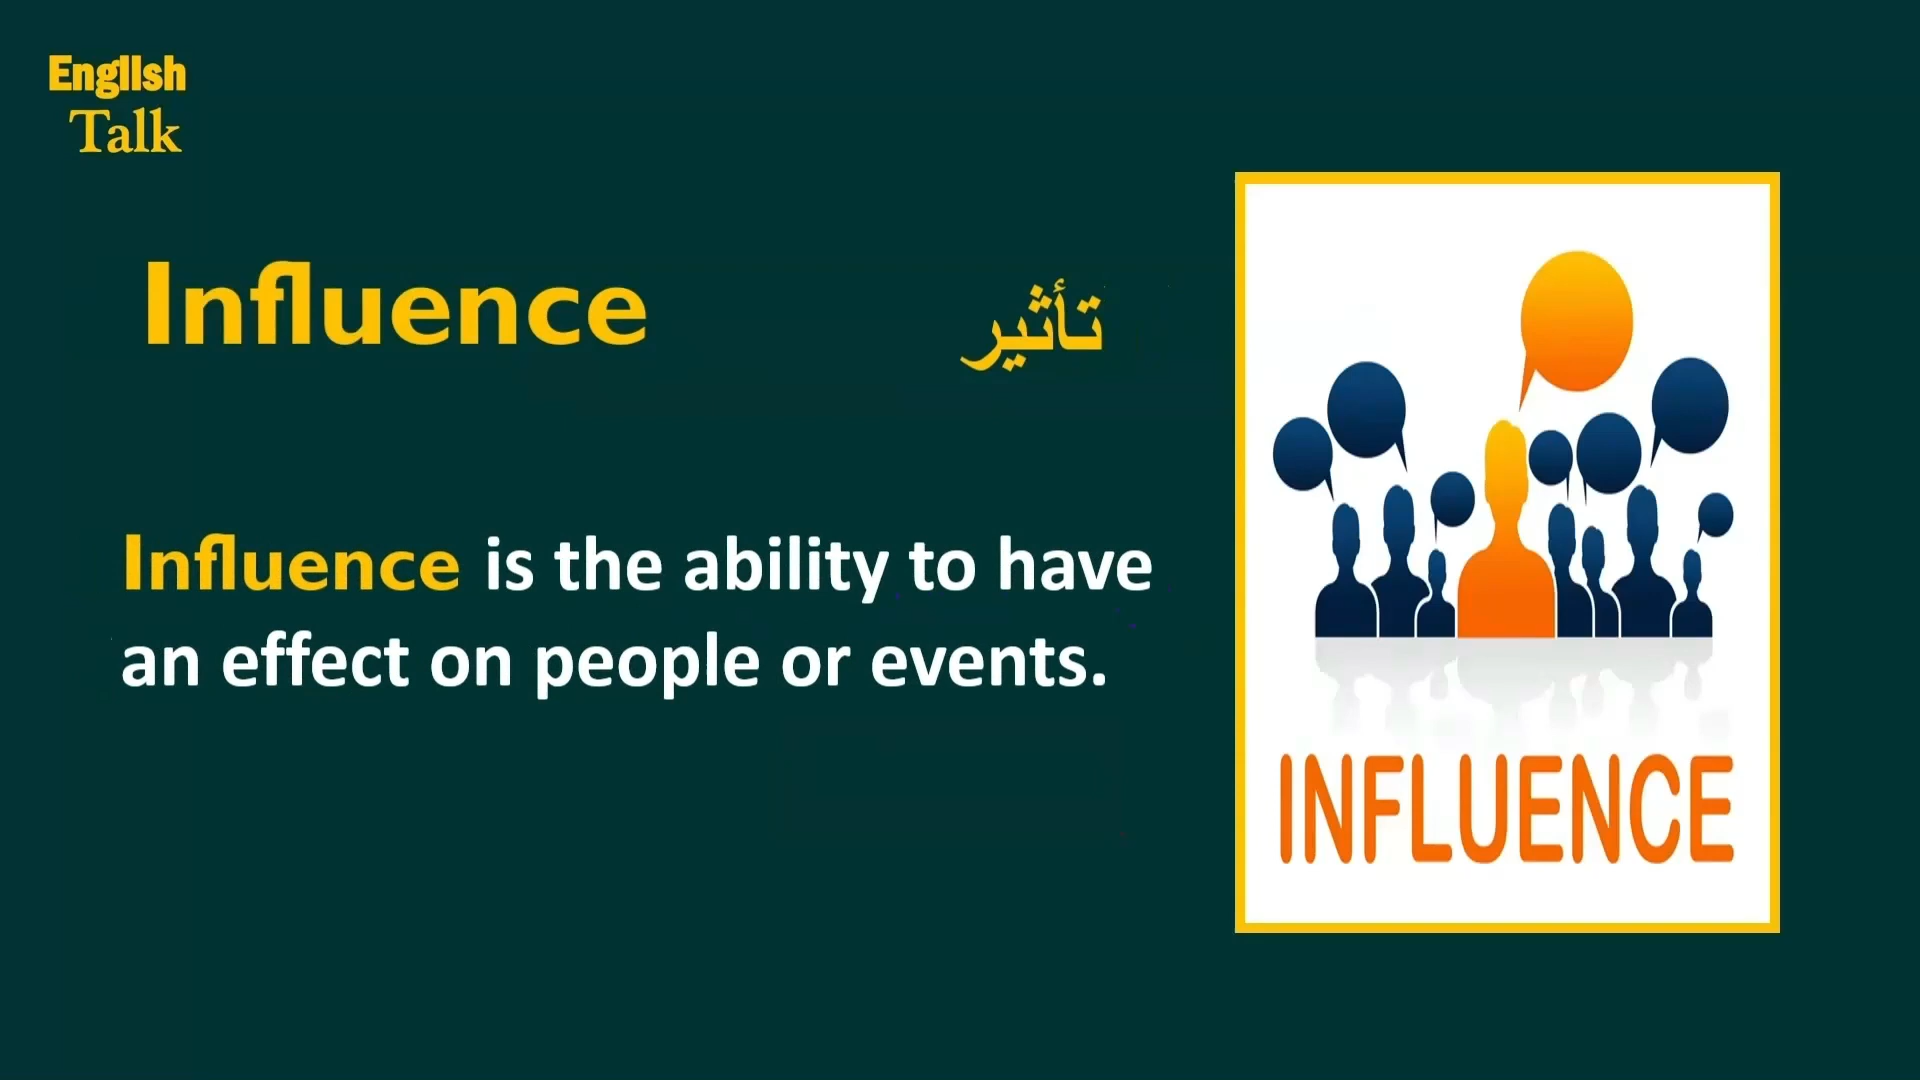 English
Talk
Influence
تأثير
Influence is the ability to have
an effect on people or events.
INFLUENCE